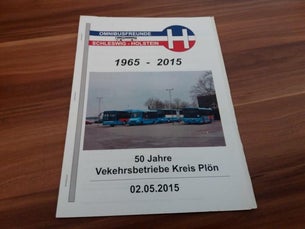 OMNIBUSFREUNDE
SCHLESWIG - HOLSTEIN
H
1965 - 2015
50 Jahre
Vekehrsbetriebe Kreis Plön
02.05.2015